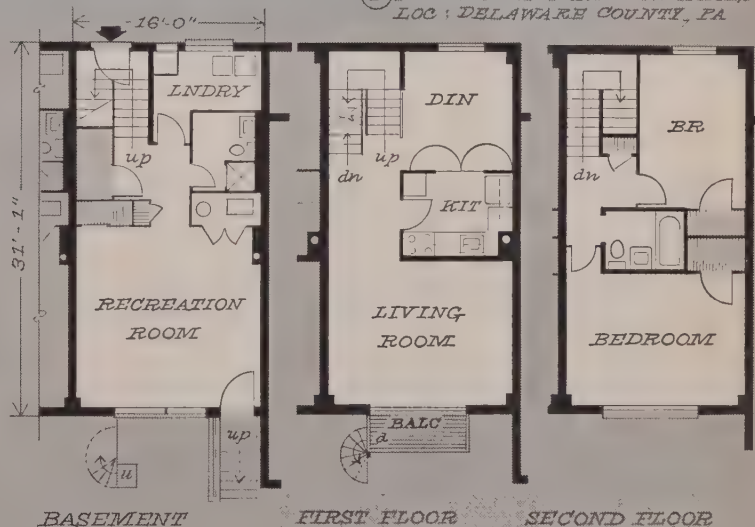 LOC : DELAWARE COUNTY, PA
16'-0"
31'-1"
LNDRY
up
RECREATION
ROOM
up
u
BASEMENT
DIN
up
dn
KIT
LIVING
ROOM
BALC
d
FIRST FLOOR
BR
dn
BEDROOM
SECOND FLOOR